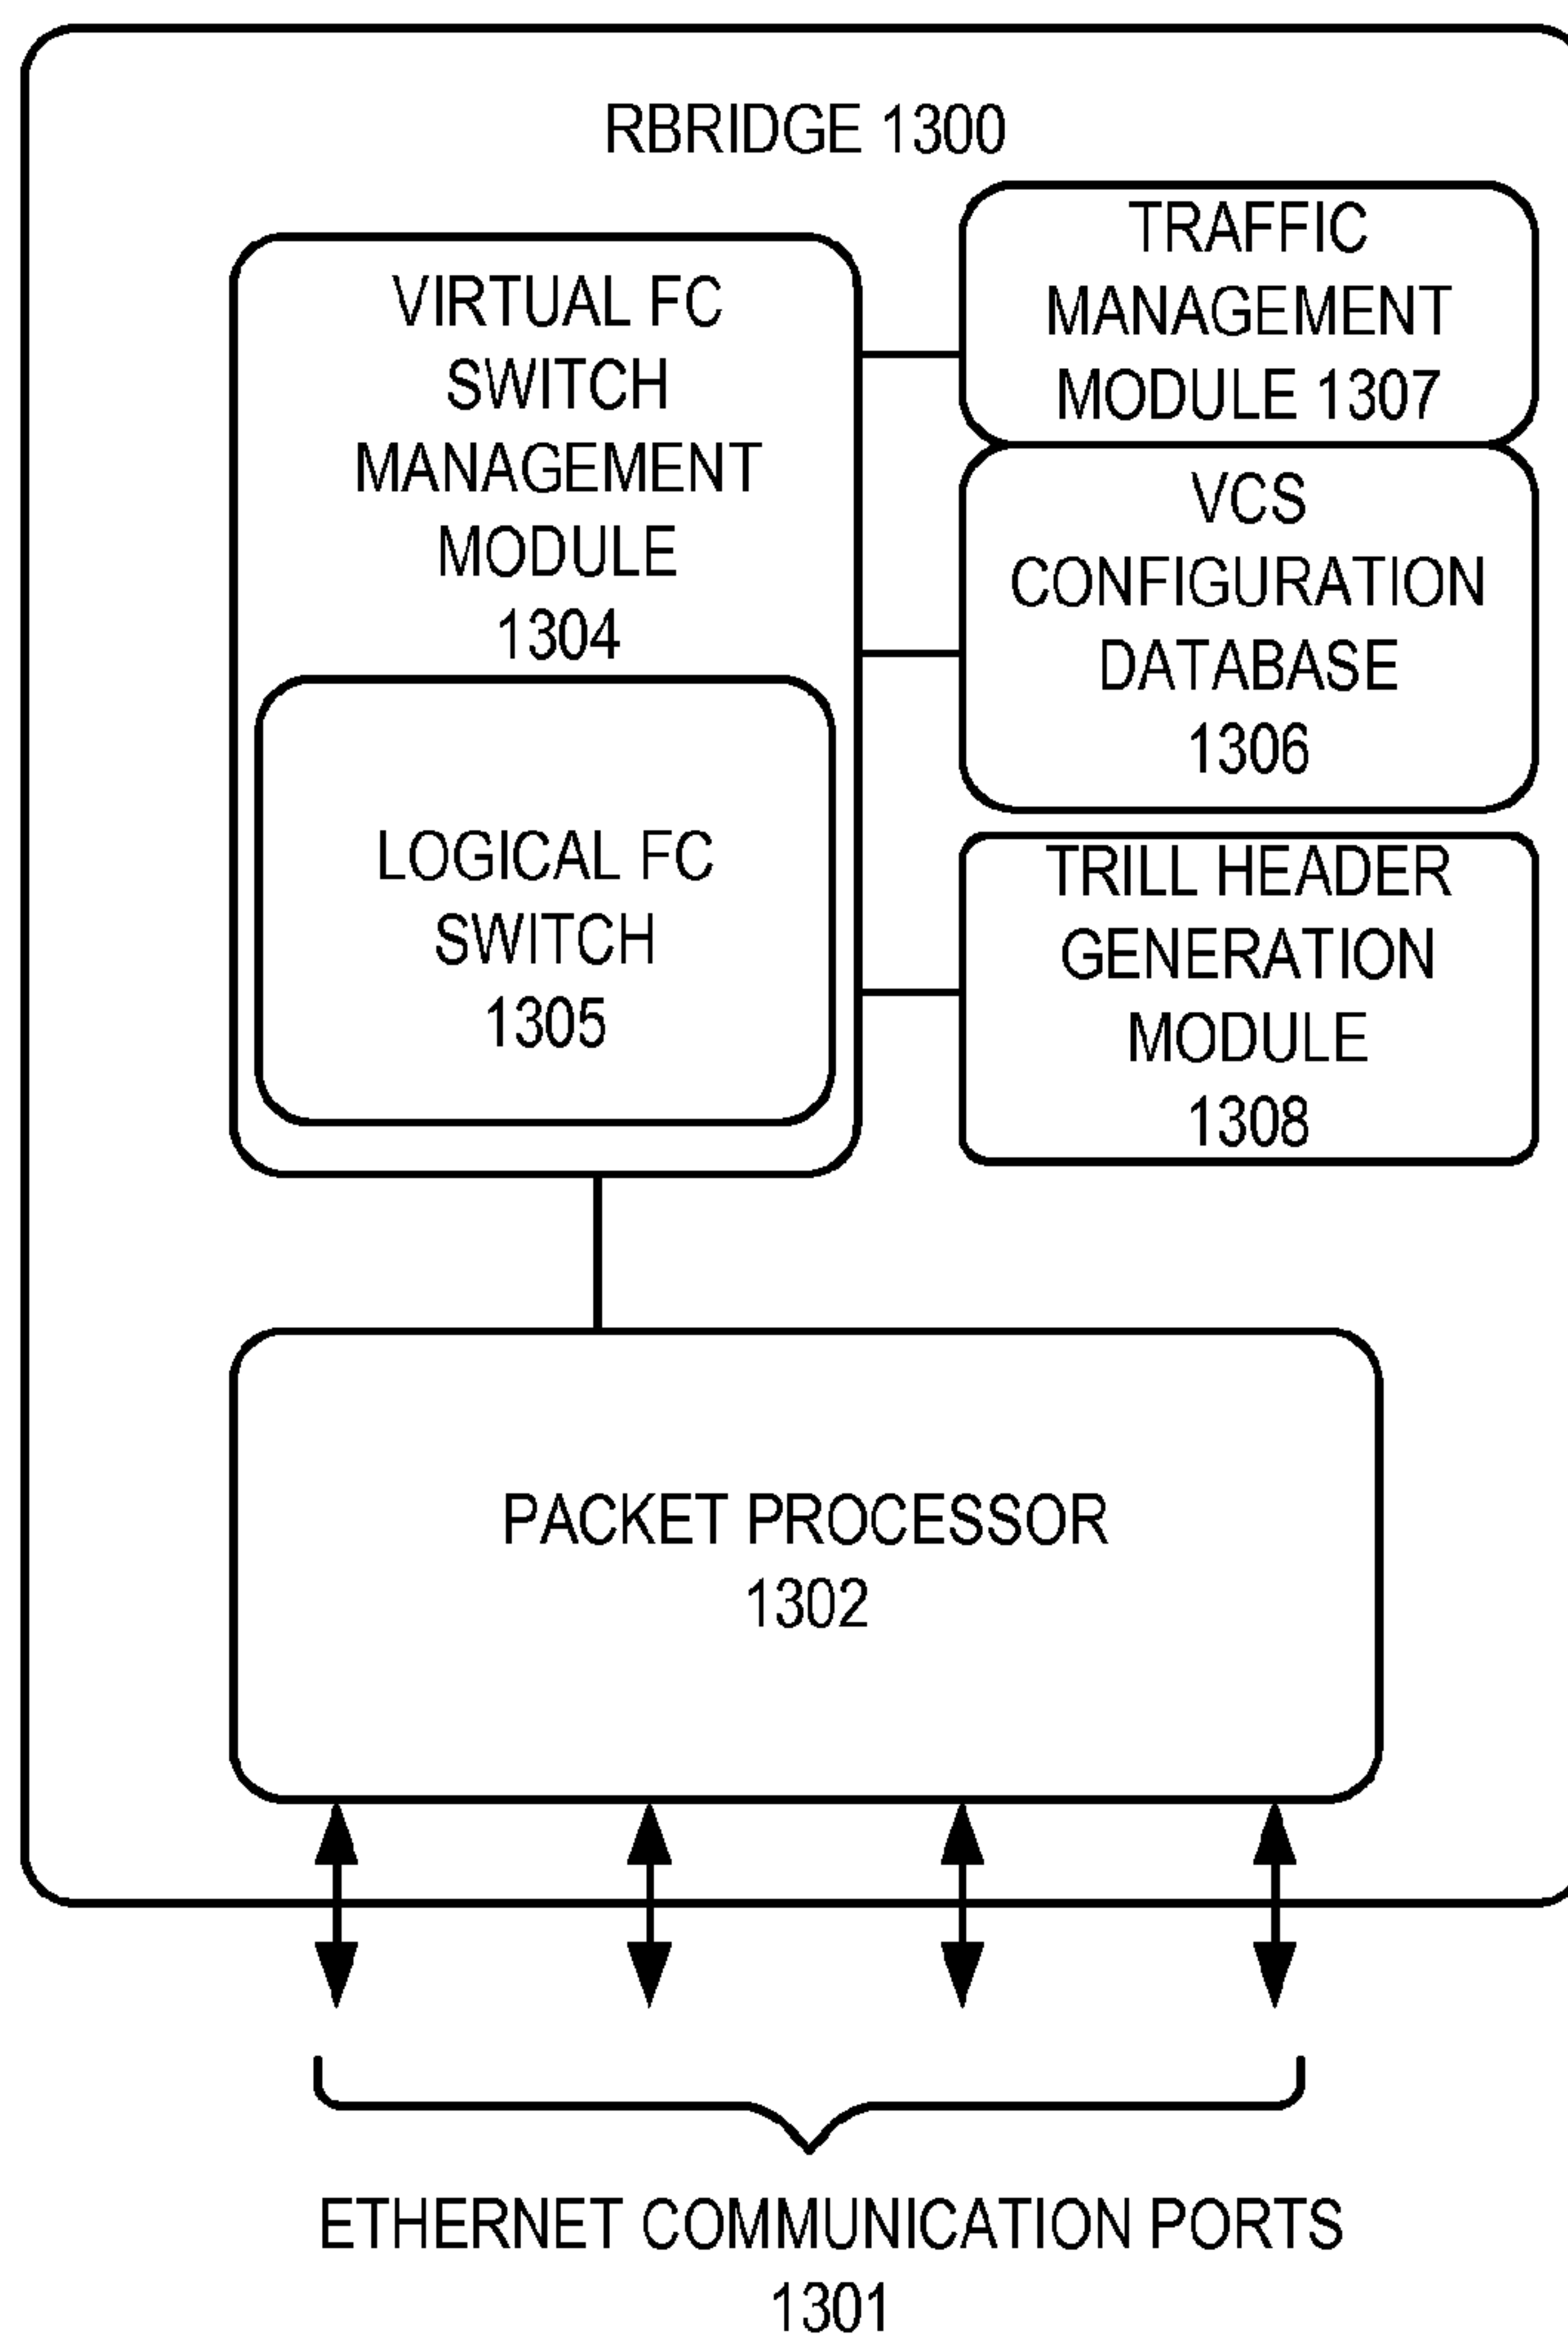 RBRIDGE 1300
VIRTUAL FC
SWITCH
MANAGEMENT
MODULE
1304
LOGICAL FC
SWITCH
1305
TRAFFIC
MANAGEMENT
MODULE 1307
VCS
CONFIGURATION
DATABASE
1306
TRILL HEADER
GENERATION
MODULE
1308
PACKET PROCESSOR
1302
ETHERNET COMMUNICATION PORTS
1301